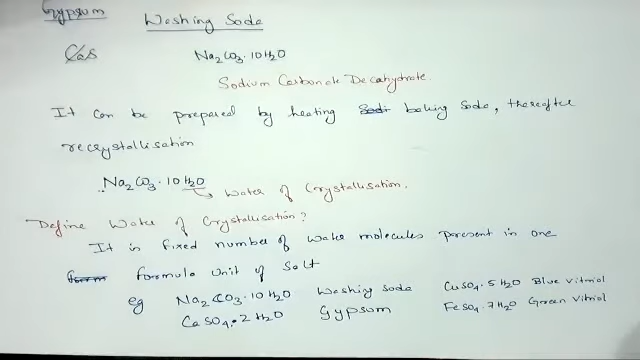 Gypsum Washing Soda
CaS Na2CO3·10H2O
Sodium Carbonate Decahydrate.
It can be prepared by heating Sodi baking Soda, thereafter
recrystallisation
Na2CO3·10H2O → Water of Crystallisation.
Define Water of Crystallisation?
It is fixed number of water molecules present in one
form formula unit of Salt
eg Na2CO3·10H2O Washing Soda CuSO4·5H2O Blue Vitriol
CaSO4·2H2O Gypsum FeSO4·7H2O Green Vitriol